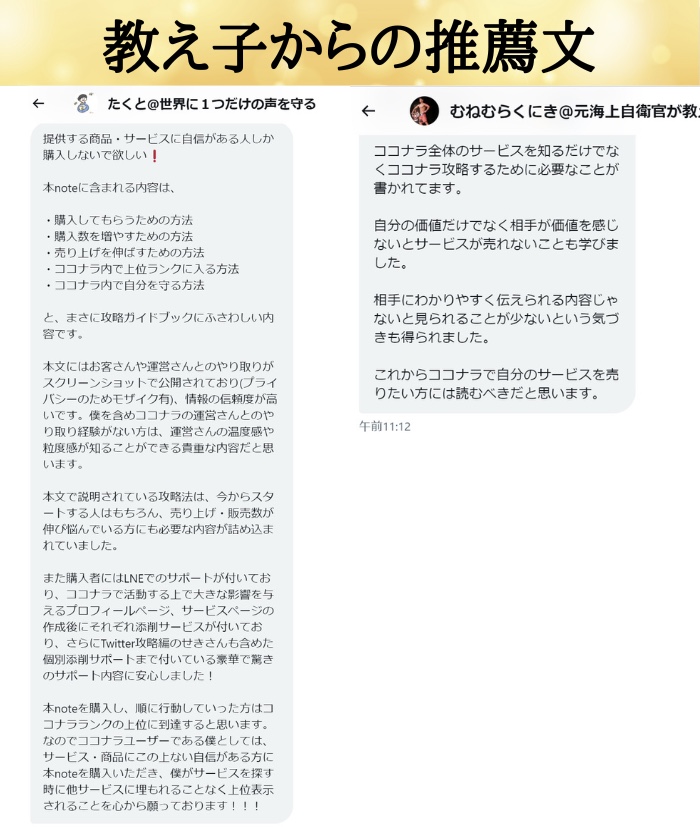 教え子からの推薦文
たくと@世界に１つだけの声を守る
提供する商品・サービスに自信がある人しか
購入しないで欲しい❗
本noteに含まれる内容は、
・購入してもらうための方法
・購入数を増やすための方法
・売り上げを伸ばすための方法
・ココナラ内で上位ランクに入る方法
・ココナラ内で自分を守る方法
と、まさに攻略ガイドブックにふさわしい内
容です。
本文にはお客さんや運営さんとのやり取りが
スクリーンショットで公開されており(プライ
バシーのためモザイク有)、情報の信頼度が高
いです。僕を含めココナラの運営さんとのや
り取り経験がない方は、運営さんの温度感や
粒度感が知ることができる貴重な内容だと思
います。
本文で説明されている攻略法は、今からスタ
ートする人はもちろん、売り上げ・販売数が
伸び悩んでいる方にも必要な内容が詰め込ま
れていました。
また購入者にはLNEでのサポートが付いてお
り、ココナラで活動する上で大きな影響を与
えるプロフィールページ、サービスページの
作成後にそれぞれ添削サービスが付いてお
り、さらにTwitter攻略編のせきさんも含めた
個別添削サポートまで付いている豪華で驚き
のサポート内容に安心しました！
本noteを購入し、順に行動していった方はコ
コナラランクの上位に到達すると思います。
なのでココナラユーザーである僕としては、
サービス・商品にこの上ない自信がある方に
本noteを購入いただき、僕がサービスを探す
時に他サービスに埋もれることなく上位表示
されることを心から願っております！！！
むねむらくにき@元海上自衛官が教
ココナラ全体のサービスを知るだけでな
くココナラ攻略するために必要なことが
書かれてます。
自分の価値だけでなく相手が価値を感じ
ないとサービスが売れないことも学びま
した。
相手にわかりやすく伝えられる内容じゃ
ないと見られることが少ないという気づ
きも得られました。
これからココナラで自分のサービスを売
りたい方には読むべきだと思います。
午前11:12